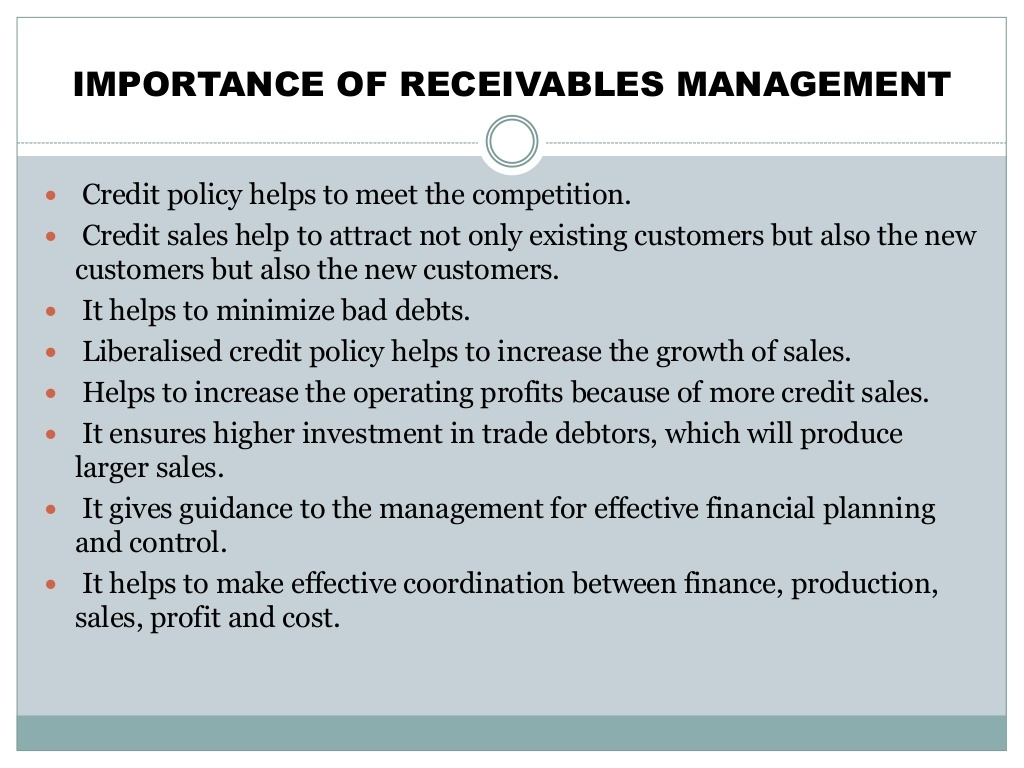 IMPORTANCE OF RECEIVABLES MANAGEMENT
• Credit policy helps to meet the competition.
• Credit sales help to attract not only existing customers but also the new
customers but also the new customers.
• It helps to minimize bad debts.
• Liberalised credit policy helps to increase the growth of sales.
• Helps to increase the operating profits because of more credit sales.
• It ensures higher investment in trade debtors, which will produce
larger sales.
• It gives guidance to the management for effective financial planning
and control.
• It helps to make effective coordination between finance, production,
sales, profit and cost.